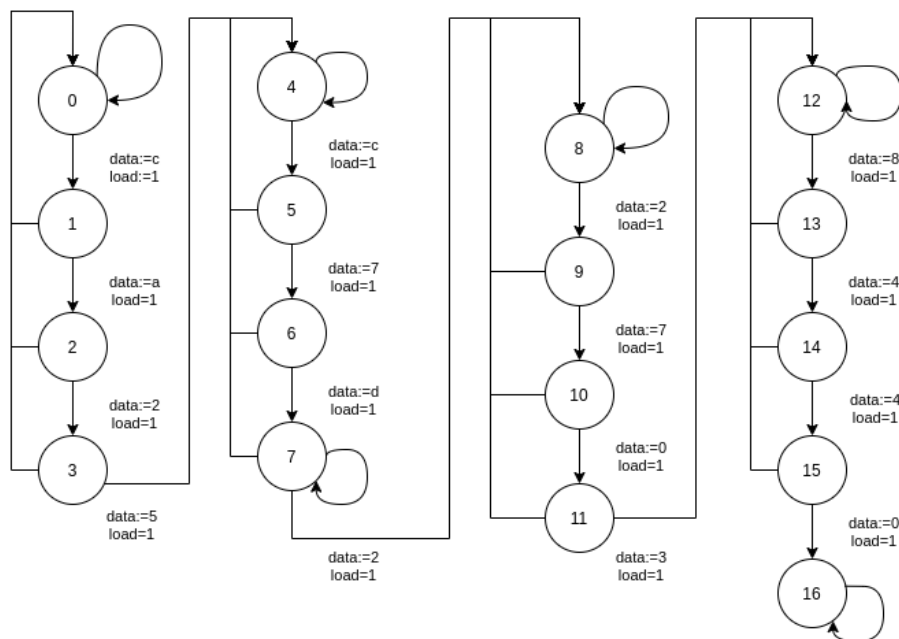 0
data:=c
load:=1
1
data:=a
load=1
2
data:=2
load=1
3
data:=5
load=1
4
data:=c
load=1
5
data:=7
load=1
6
data:=d
load=1
7
data:=2
load=1
8
data:=2
load=1
9
data:=7
load=1
10
data:=0
load=1
11
data:=3
load=1
12
data:=8
load=1
13
data:=4
load=1
14
data:=4
load=1
15
data:=0
load=1
16